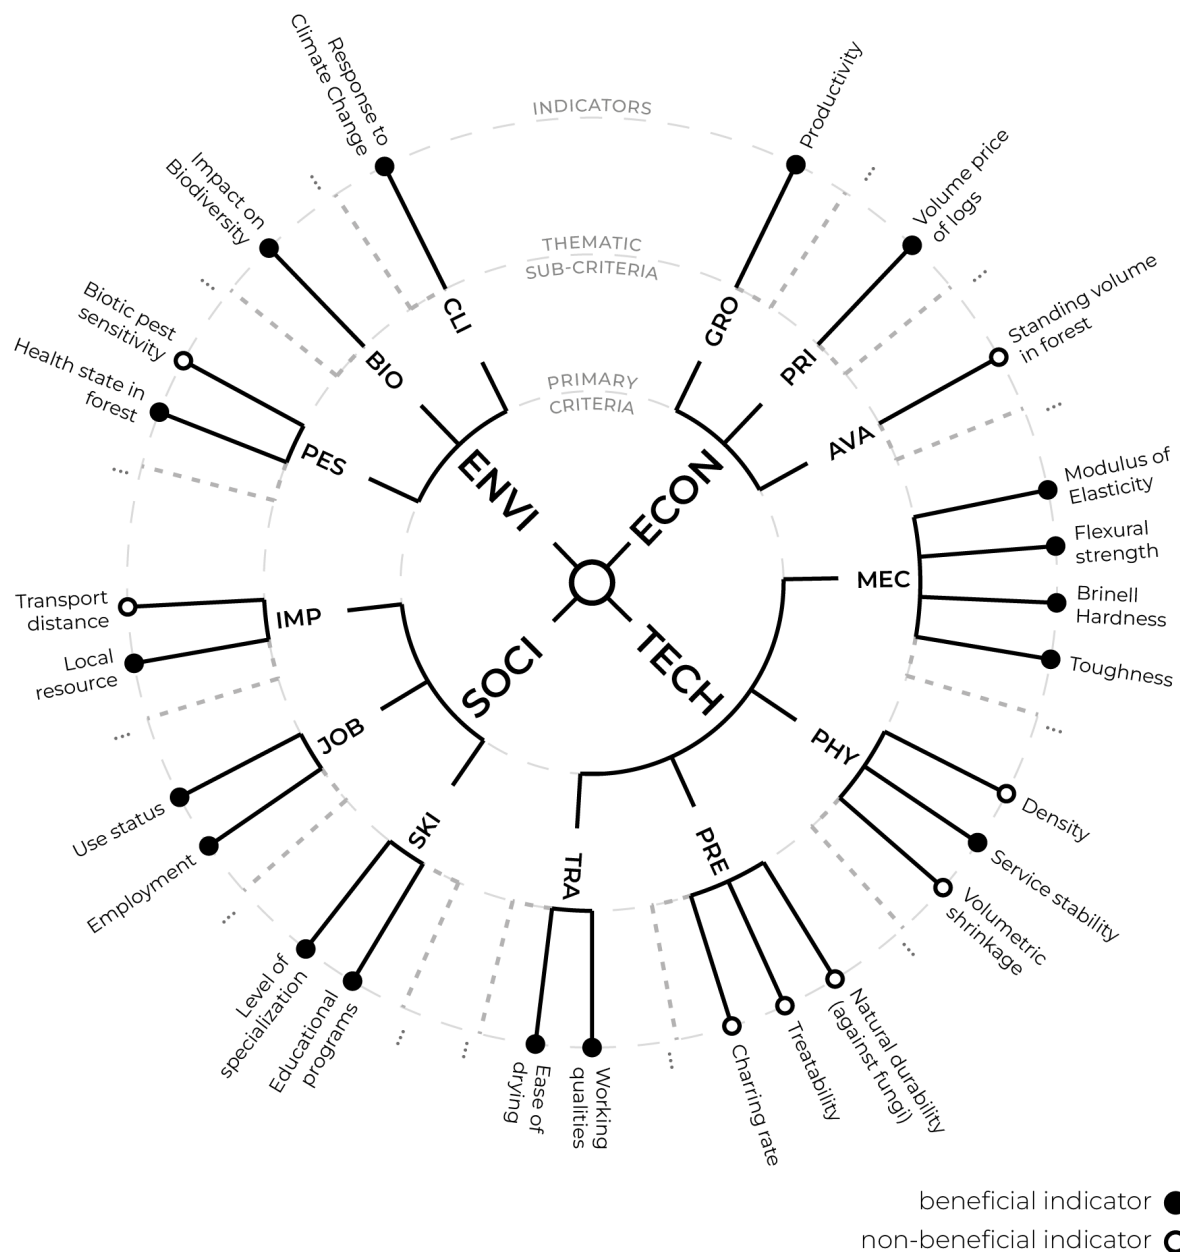 INDICATORS
THEMATIC
SUB-CRITERIA
PRIMARY
CRITERIA
ECON
GRO
Productivity
...
PRI
Volume price
of logs
...
AVA
Standing volume
in forest
...
TECH
MEC
Modulus of
Elasticity
Flexural
strength
Brinell
Hardness
Toughness
...
PHY
Density
Service stability
Volumetric
shrinkage
...
PRE
Natural durability
(against fungi)
Treatability
Charring rate
...
TRA
Working
qualities
Ease of
drying
...
SOCI
SKI
Educational
programs
Level of
specialization
...
JOB
Employment
Use status
...
IMP
Local
resource
Transport
distance
...
ENVI
PES
Health state in
forest
Biotic pest
sensitivity
...
BIO
Impact on
Biodiversity
...
CLI
Response to
Climate Change
...
beneficial indicator
non-beneficial indicator